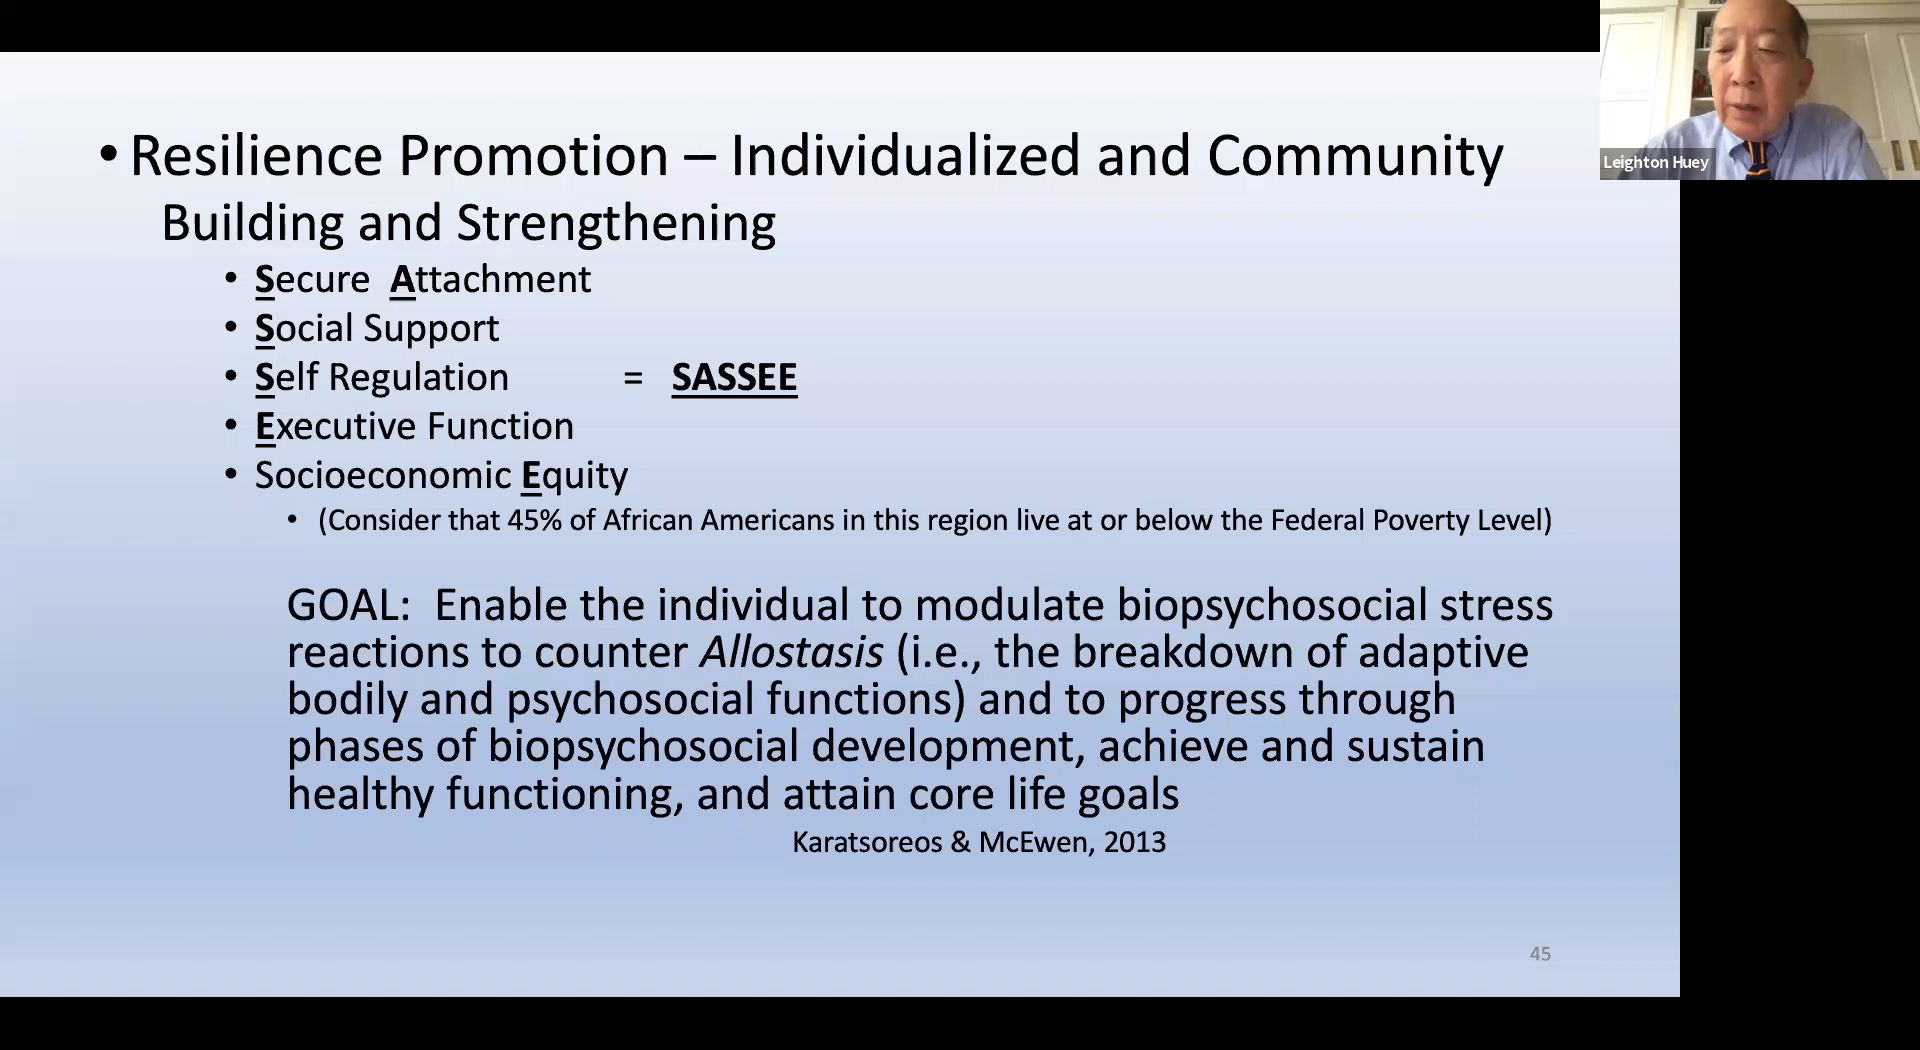 • Resilience Promotion – Individualized and Community
Building and Strengthening
• Secure Attachment
• Social Support
• Self Regulation = SASSEE
• Executive Function
• Socioeconomic Equity
• (Consider that 45% of African Americans in this region live at or below the Federal Poverty Level)
GOAL: Enable the individual to modulate biopsychosocial stress
reactions to counter Allostasis (i.e., the breakdown of adaptive
bodily and psychosocial functions) and to progress through
phases of biopsychosocial development, achieve and sustain
healthy functioning, and attain core life goals
Karatsoreos & McEwen, 2013
45
Leighton Huey